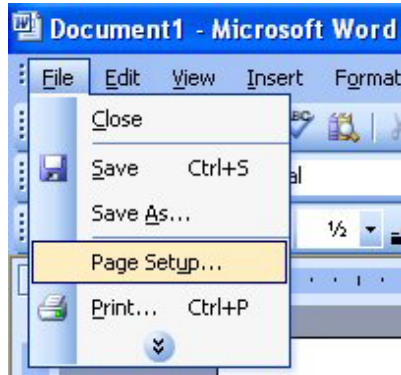 Document1 - Microsoft Word
File Edit View Insert Format
Close
Save Ctrl+S
Save As...
Page Setup...
Print... Ctrl+P
½